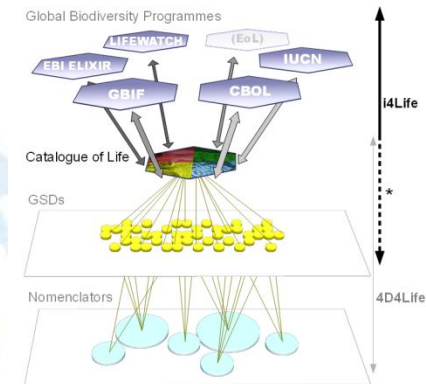 Global Biodiversity Programmes
LIFEWATCH
(EoL)
EBI ELIXIR
IUCN
GBIF
CBOL
i4Life
Catalogue of Life
*
GSDs
4D4Life
Nomenclators